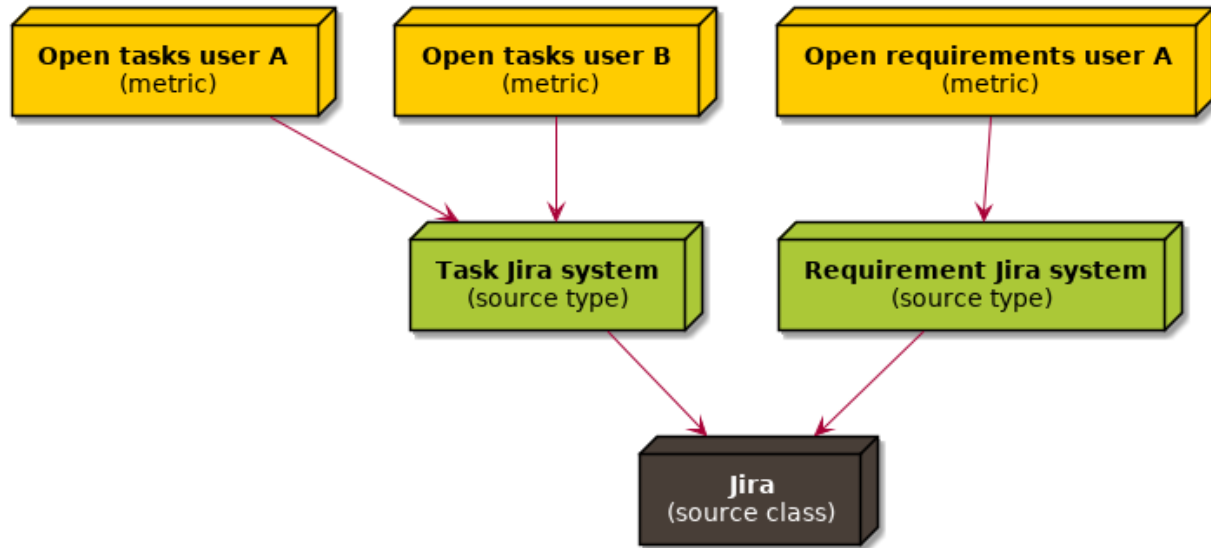 Open tasks user A
(metric)
Open tasks user B
(metric)
Open requirements user A
(metric)
Task Jira system
(source type)
Requirement Jira system
(source type)
Jira
(source class)